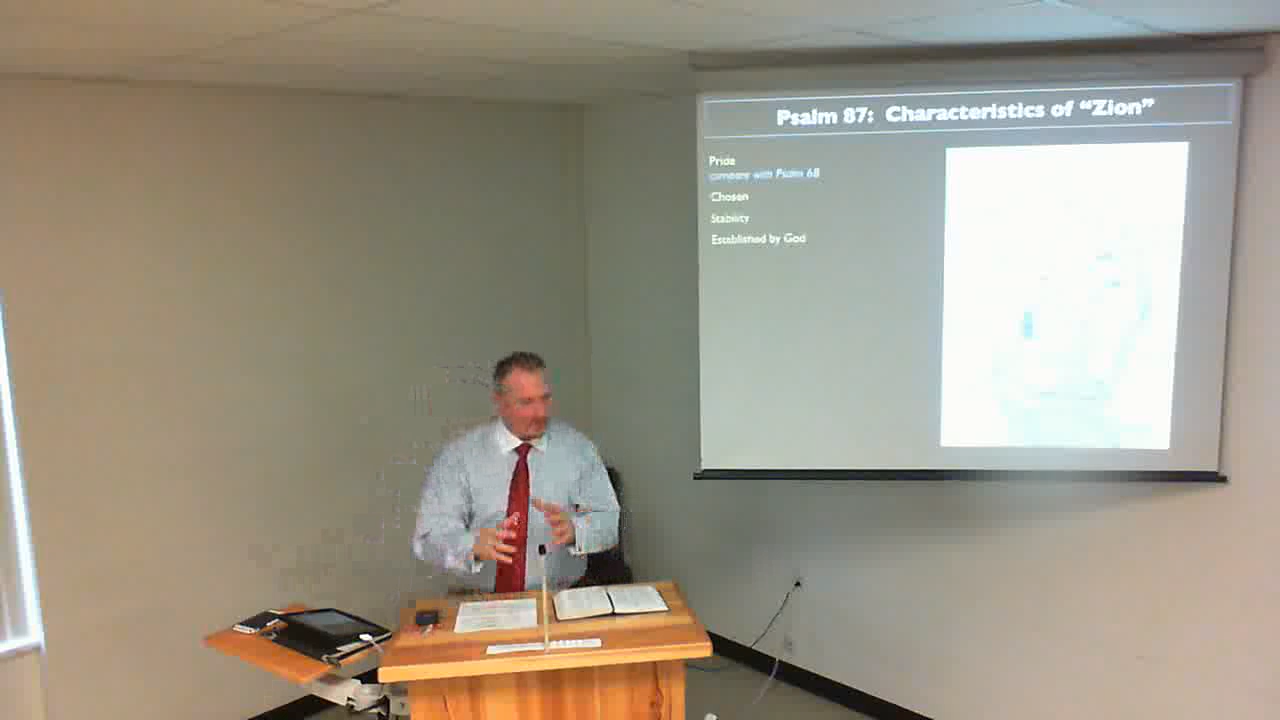 Psalm 87: Characteristics of “Zion”
Pride
compare with Psalm 68
Chosen
Stability
Established by God